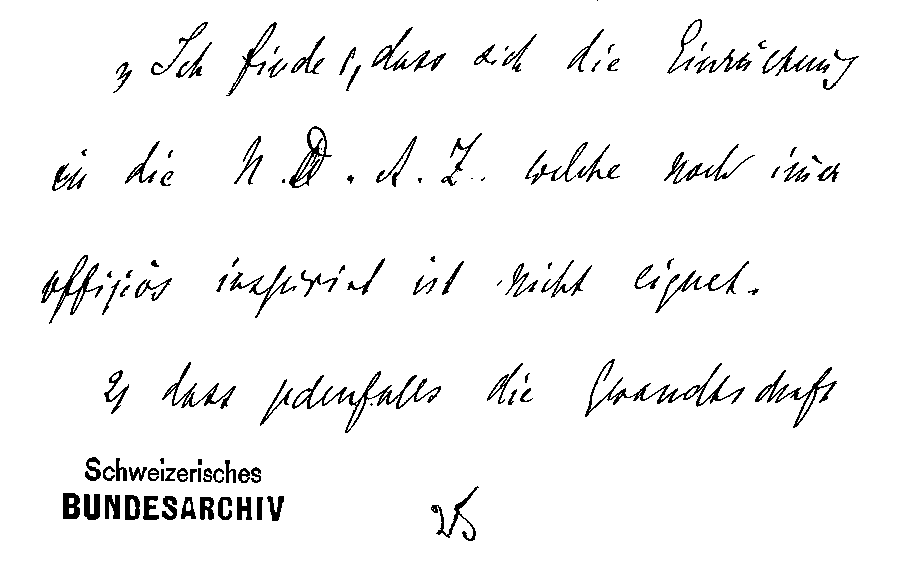 1) Ich finde 1, dass sich die Einrückung
in die N.D.A.Z. welche noch immer
offiziös inspiriert ist nicht eignet.
2) dass jedenfalls die Gesandtschaft
Schweizerisches
BUNDESARCHIV